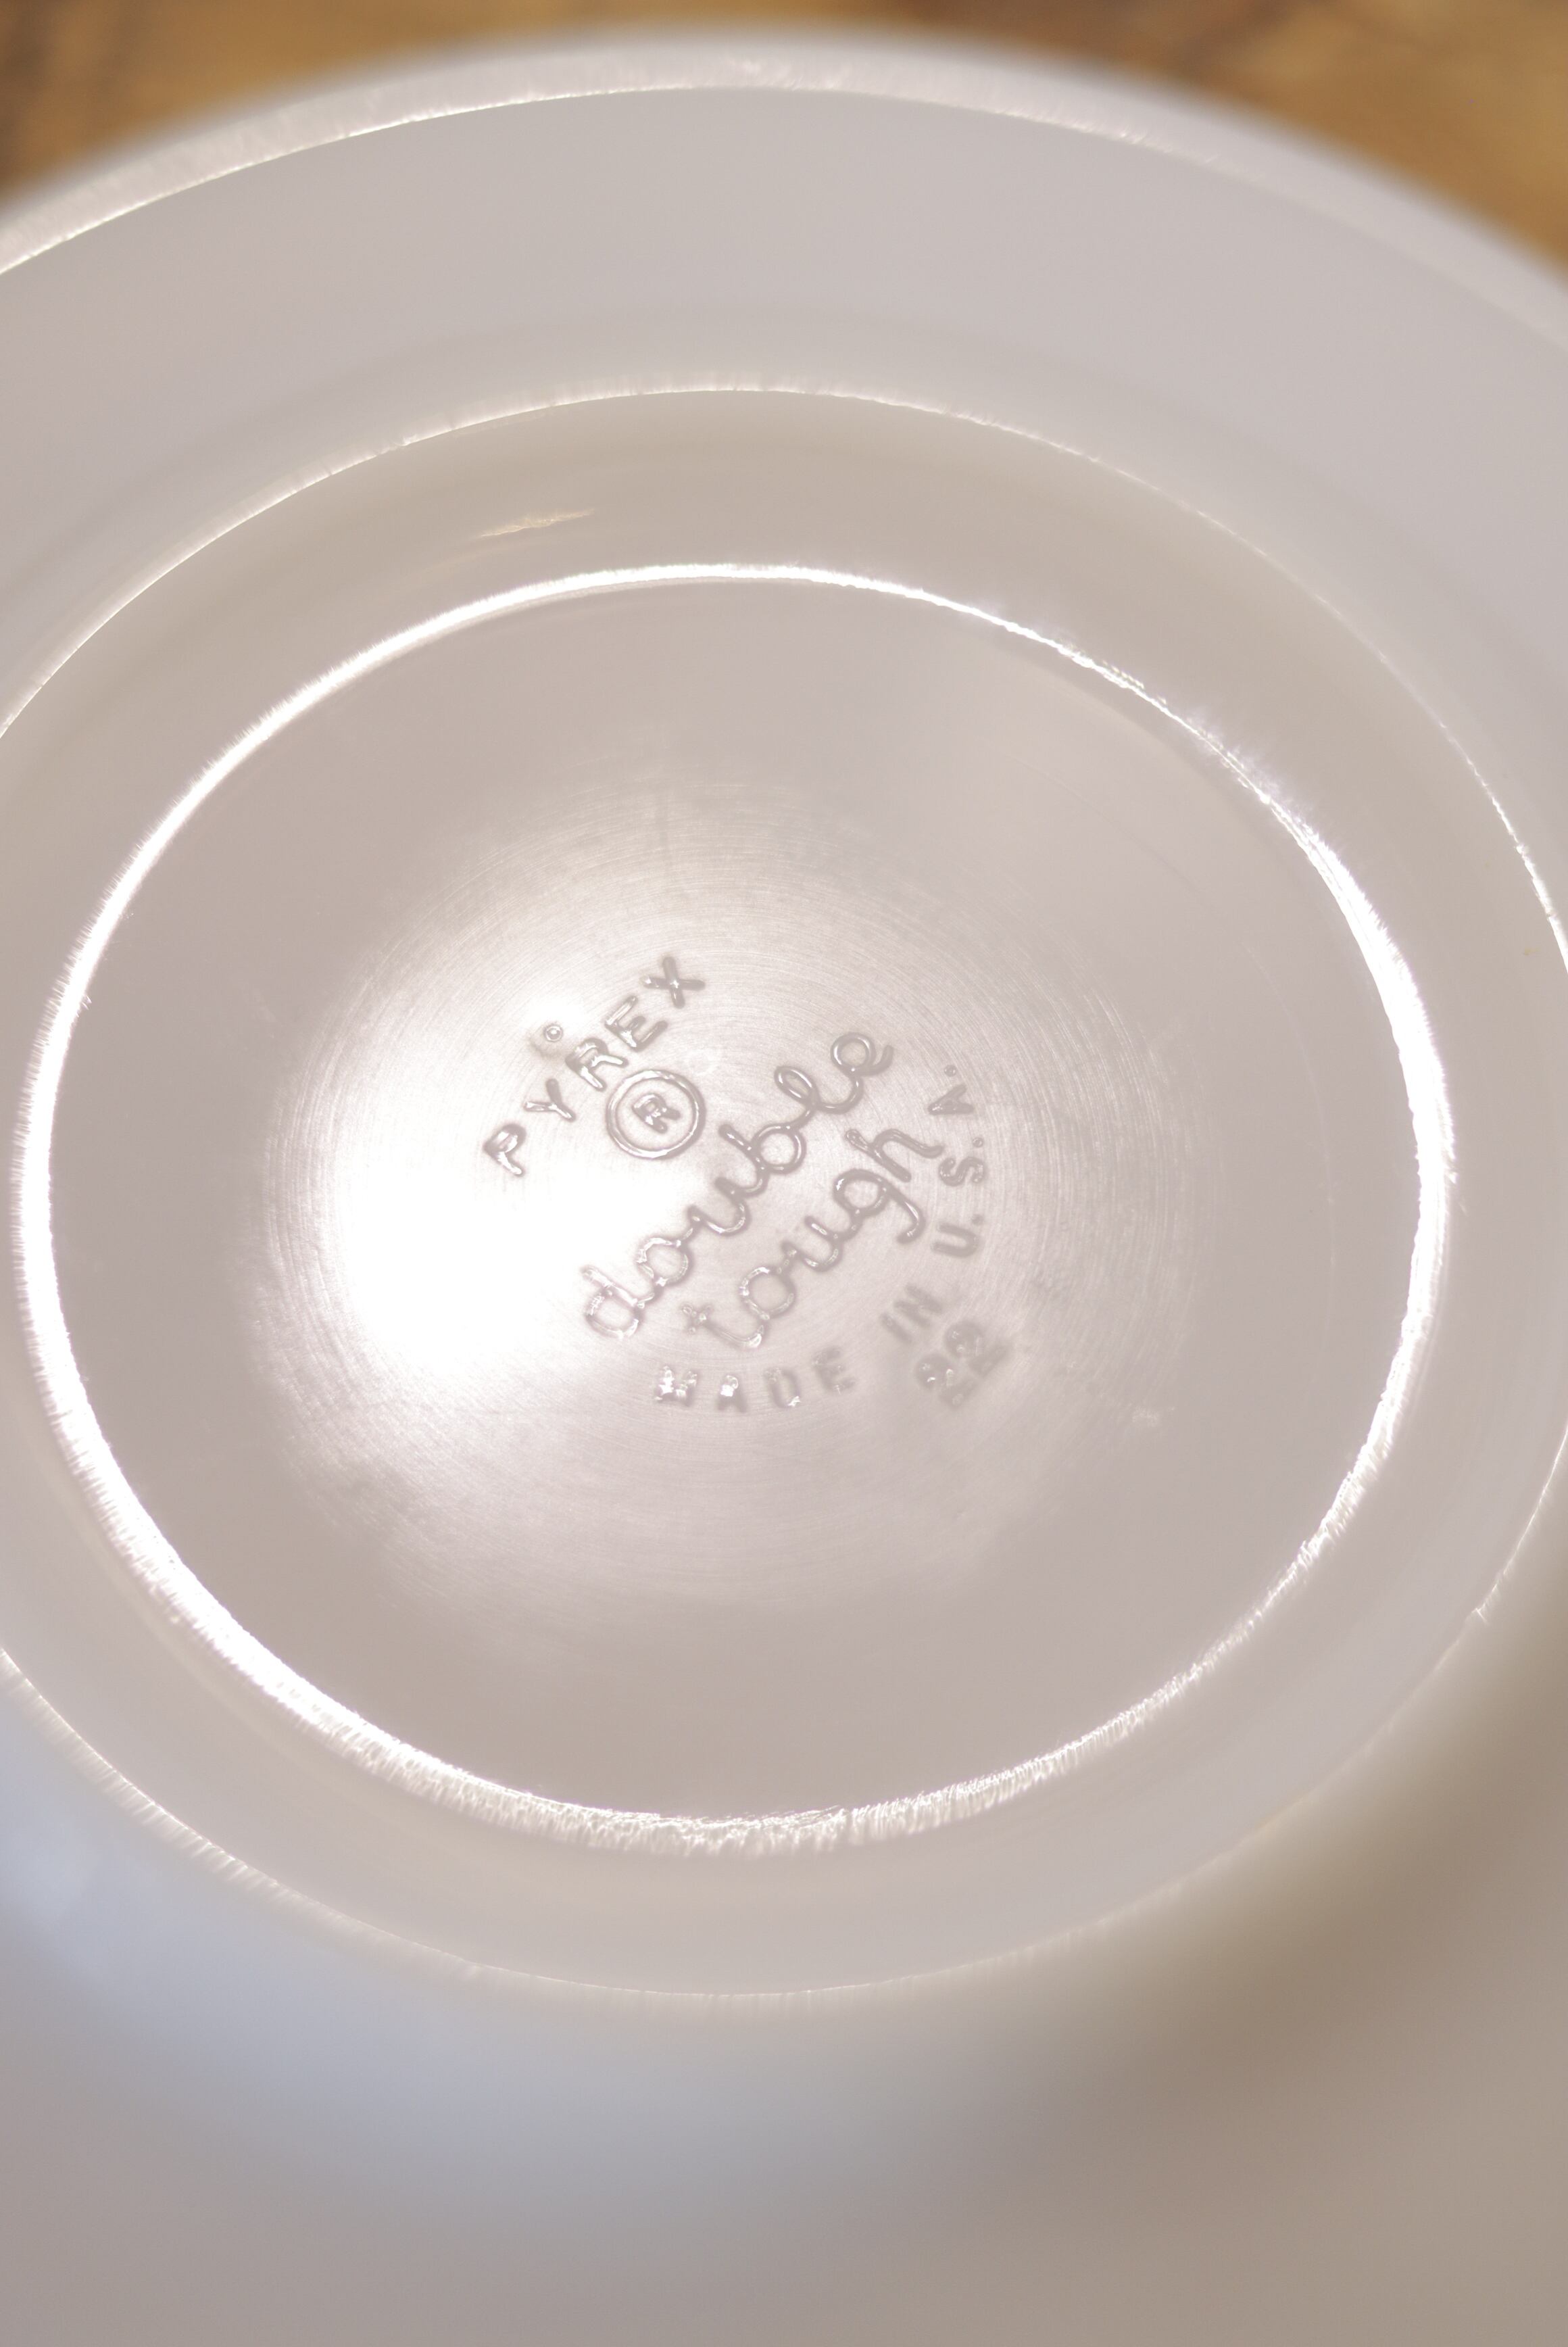 PYREX
®
double
tough
MADE IN U.S.A.
22